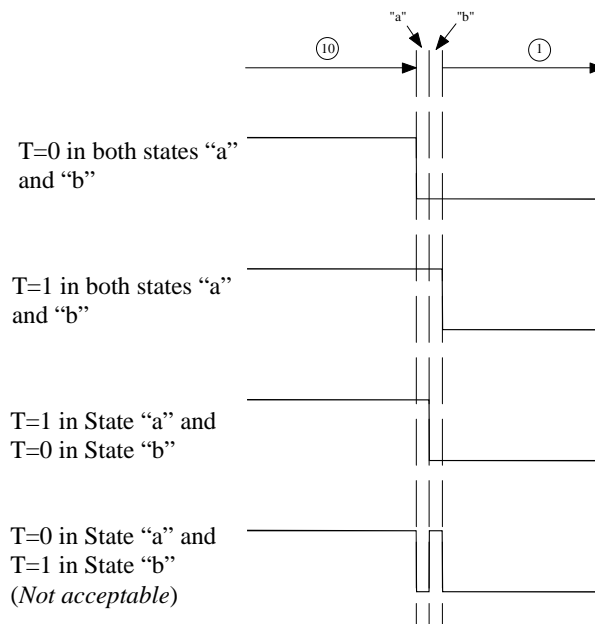 "a" "b"
10 1
T=0 in both states “a”
and “b”
T=1 in both states “a”
and “b”
T=1 in State “a” and
T=0 in State “b”
T=0 in State “a” and
T=1 in State “b”
(Not acceptable)